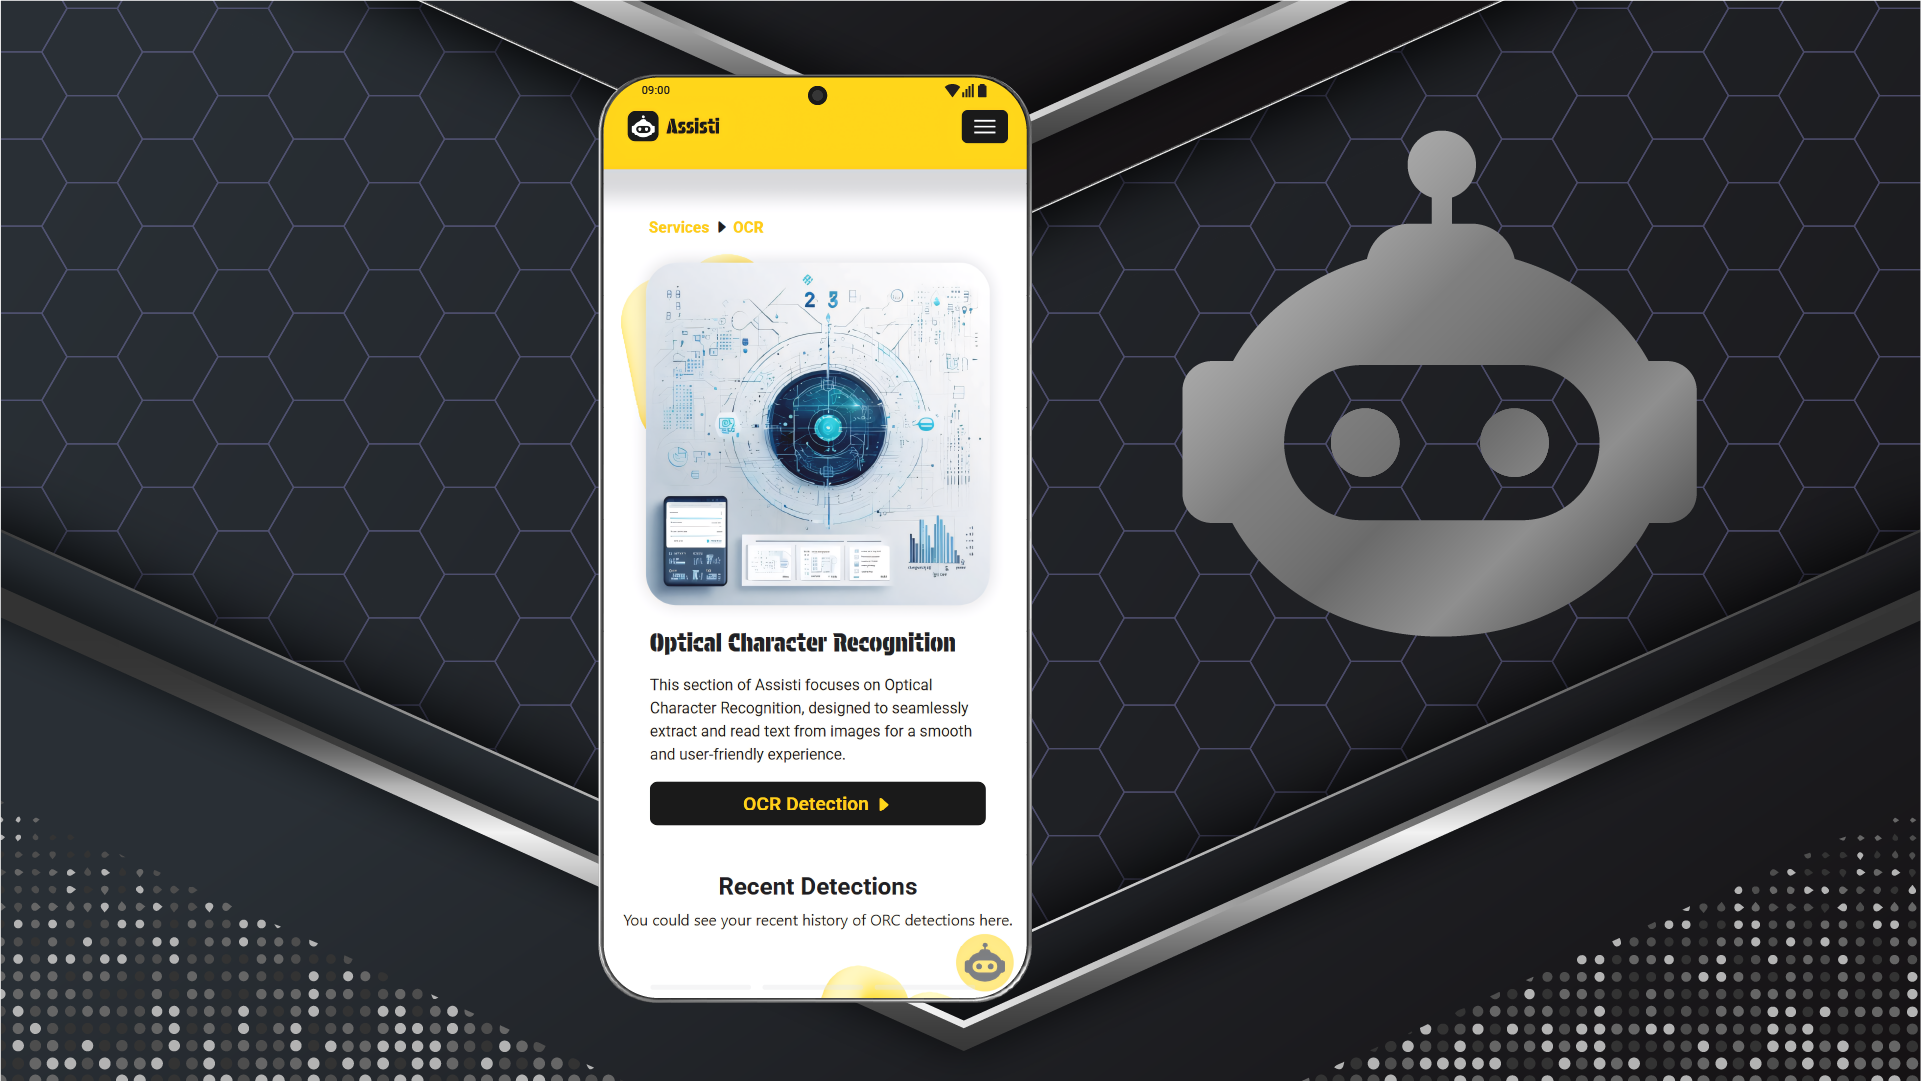 09:00
Assisti
Services OCR
2 3
Optical Character Recognition
This section of Assisti focuses on Optical
Character Recognition, designed to seamlessly
extract and read text from images for a smooth
and user-friendly experience.
OCR Detection
Recent Detections
You could see your recent history of ORC detections here.